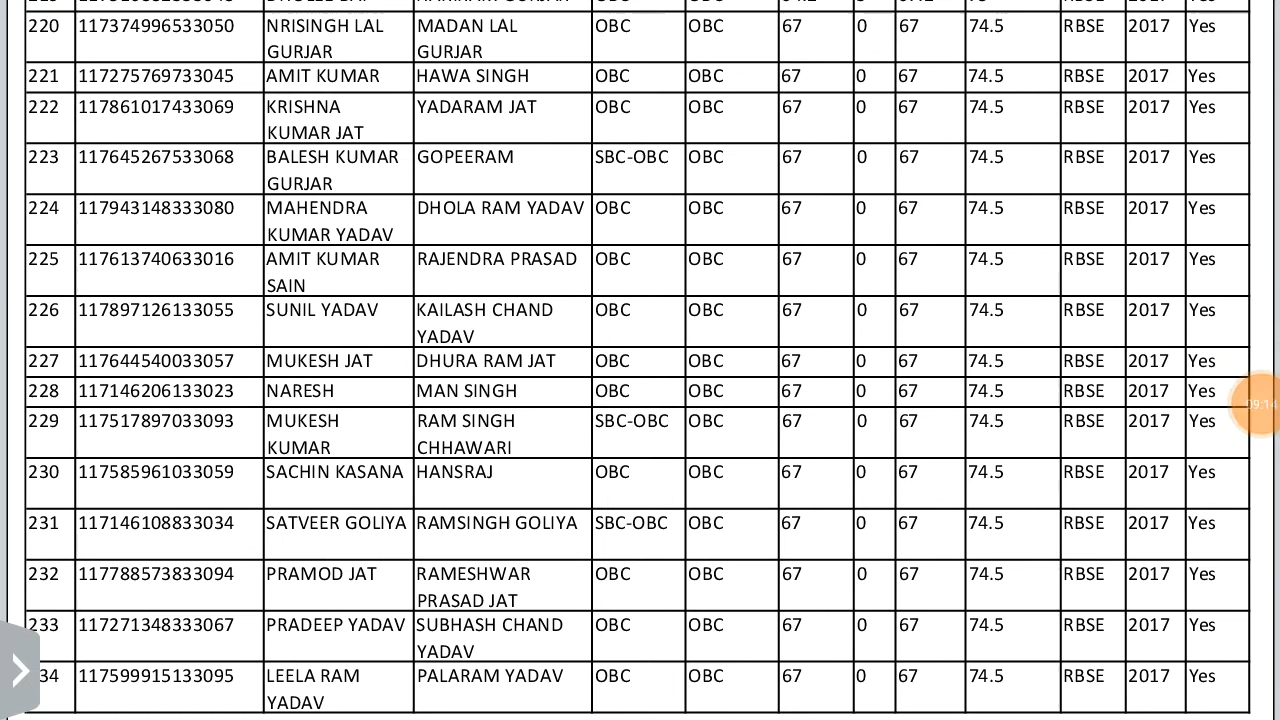 220 117374996533050 NRISINGH LAL MADAN LAL OBC OBC 67 0 67 74.5 RBSE 2017 Yes
GURJAR GURJAR
221 117275769733045 AMIT KUMAR HAWA SINGH OBC OBC 67 0 67 74.5 RBSE 2017 Yes
222 117861017433069 KRISHNA YADARAM JAT OBC OBC 67 0 67 74.5 RBSE 2017 Yes
KUMAR JAT
223 117645267533068 BALESH KUMAR GOPEERAM SBC-OBC OBC 67 0 67 74.5 RBSE 2017 Yes
GURJAR
224 117943148333080 MAHENDRA DHOLA RAM YADAV OBC OBC 67 0 67 74.5 RBSE 2017 Yes
KUMAR YADAV
225 117613740633016 AMIT KUMAR RAJENDRA PRASAD OBC OBC 67 0 67 74.5 RBSE 2017 Yes
SAIN
226 117897126133055 SUNIL YADAV KAILASH CHAND OBC OBC 67 0 67 74.5 RBSE 2017 Yes
YADAV
227 117644540033057 MUKESH JAT DHURA RAM JAT OBC OBC 67 0 67 74.5 RBSE 2017 Yes
228 117146206133023 NARESH MAN SINGH OBC OBC 67 0 67 74.5 RBSE 2017 Yes
229 117517897033093 MUKESH RAM SINGH SBC-OBC OBC 67 0 67 74.5 RBSE 2017 Yes
KUMAR CHHAWARI
09:14
230 117585961033059 SACHIN KASANA HANSRAJ OBC OBC 67 0 67 74.5 RBSE 2017 Yes
231 117146108833034 SATVEER GOLIYA RAMSINGH GOLIYA SBC-OBC OBC 67 0 67 74.5 RBSE 2017 Yes
232 117788573833094 PRAMOD JAT RAMESHWAR OBC OBC 67 0 67 74.5 RBSE 2017 Yes
PRASAD JAT
233 117271348333067 PRADEEP YADAV SUBHASH CHAND OBC OBC 67 0 67 74.5 RBSE 2017 Yes
YADAV
34 117599915133095 LEELA RAM PALARAM YADAV OBC OBC 67 0 67 74.5 RBSE 2017 Yes
YADAV